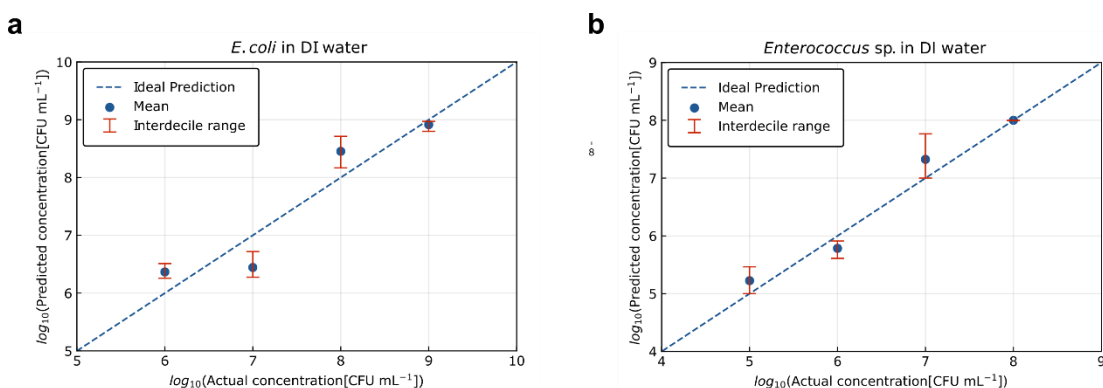 a
E. coli in DI water
Ideal Prediction
Mean
Interdecile range
log10(Predicted concentration[CFU mL⁻¹])
10
9
8
7
6
5
5 6 7 8 9 10
log10(Actual concentration[CFU mL⁻¹])
b
Enterococcus sp. in DI water
Ideal Prediction
Mean
Interdecile range
log10(Predicted concentration[CFU mL⁻¹])
9
8
7
6
5
4
4 5 6 7 8 9
log10(Actual concentration[CFU mL⁻¹])